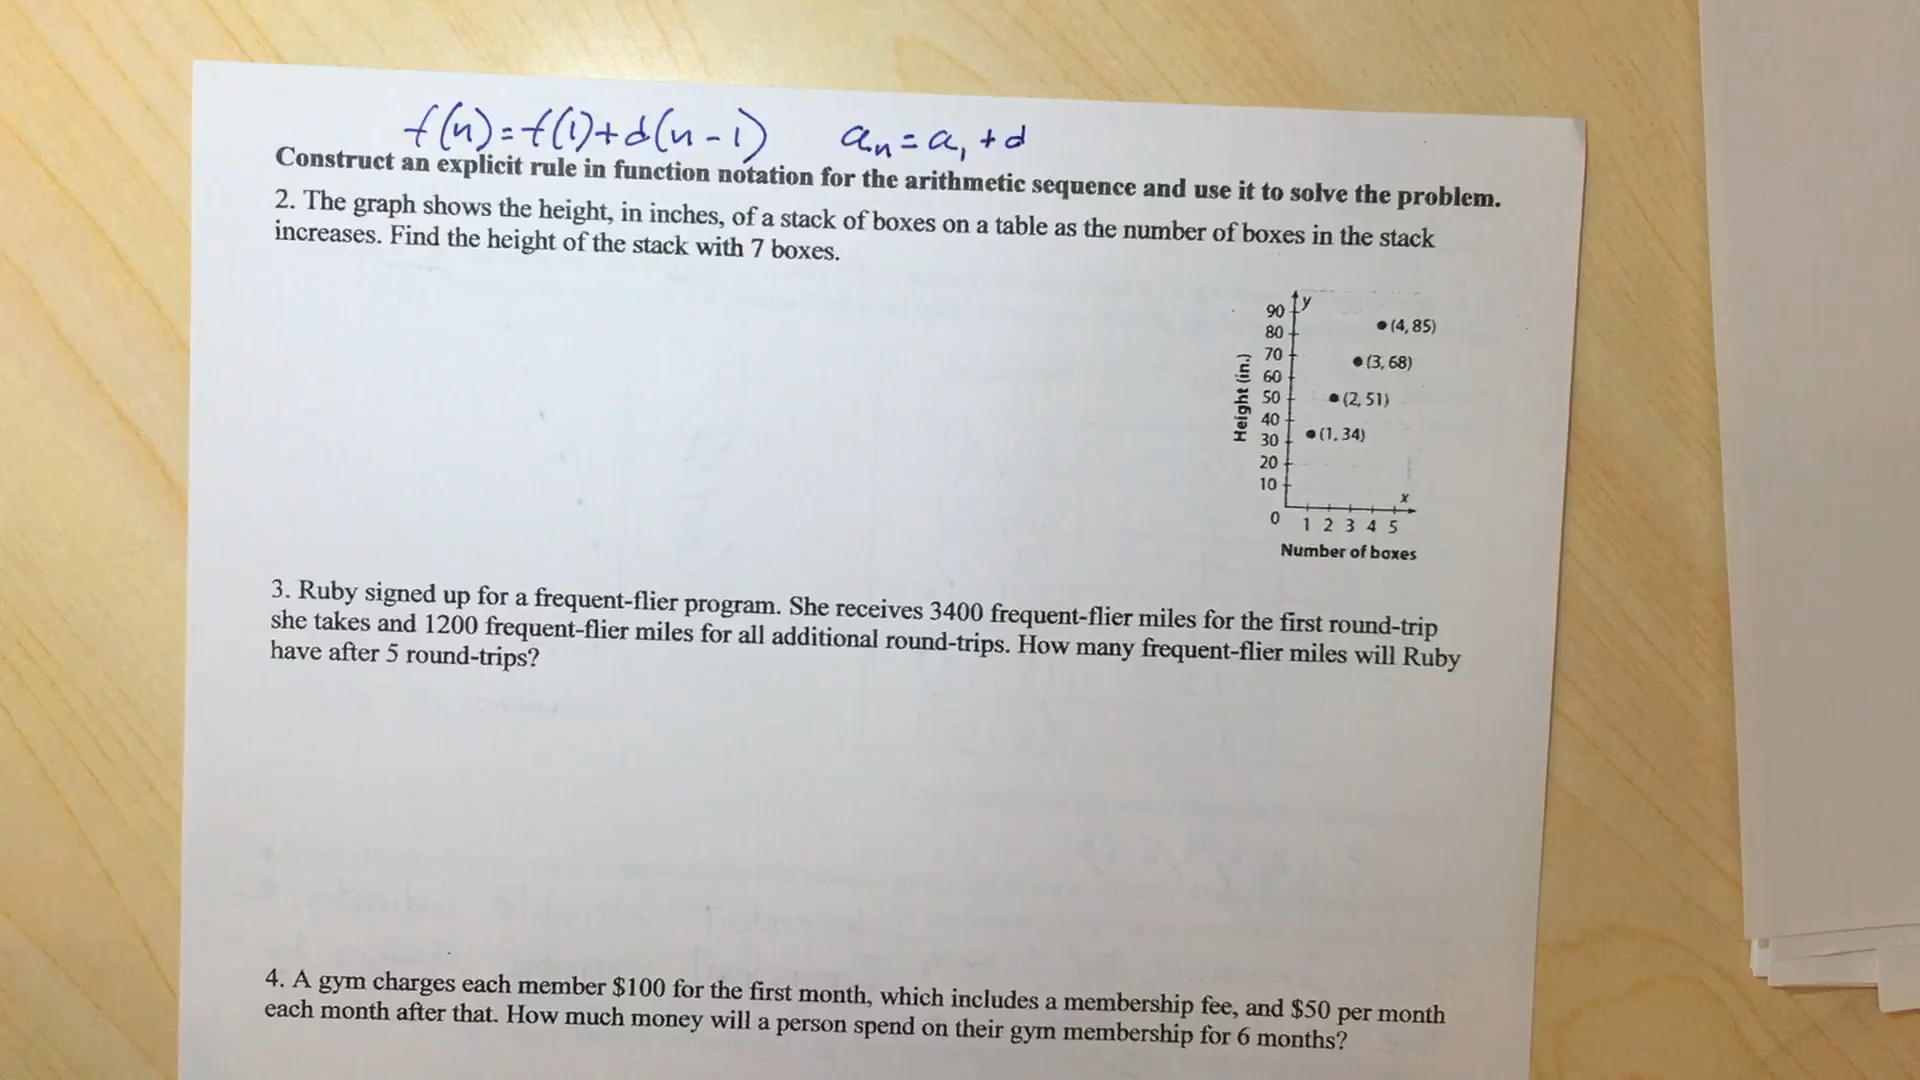 f(n)=f(1)+d(n-1) aₙ=a₁+d
Construct an explicit rule in function notation for the arithmetic sequence and use it to solve the problem.
2. The graph shows the height, in inches, of a stack of boxes on a table as the number of boxes in the stack
increases. Find the height of the stack with 7 boxes.
y
90
80
70
60
50
40
30
20
10
0
Height (in.)
(4, 85)
(3, 68)
(2, 51)
(1, 34)
x
1 2 3 4 5
Number of boxes
3. Ruby signed up for a frequent-flier program. She receives 3400 frequent-flier miles for the first round-trip
she takes and 1200 frequent-flier miles for all additional round-trips. How many frequent-flier miles will Ruby
have after 5 round-trips?
4. A gym charges each member $100 for the first month, which includes a membership fee, and $50 per month
each month after that. How much money will a person spend on their gym membership for 6 months?